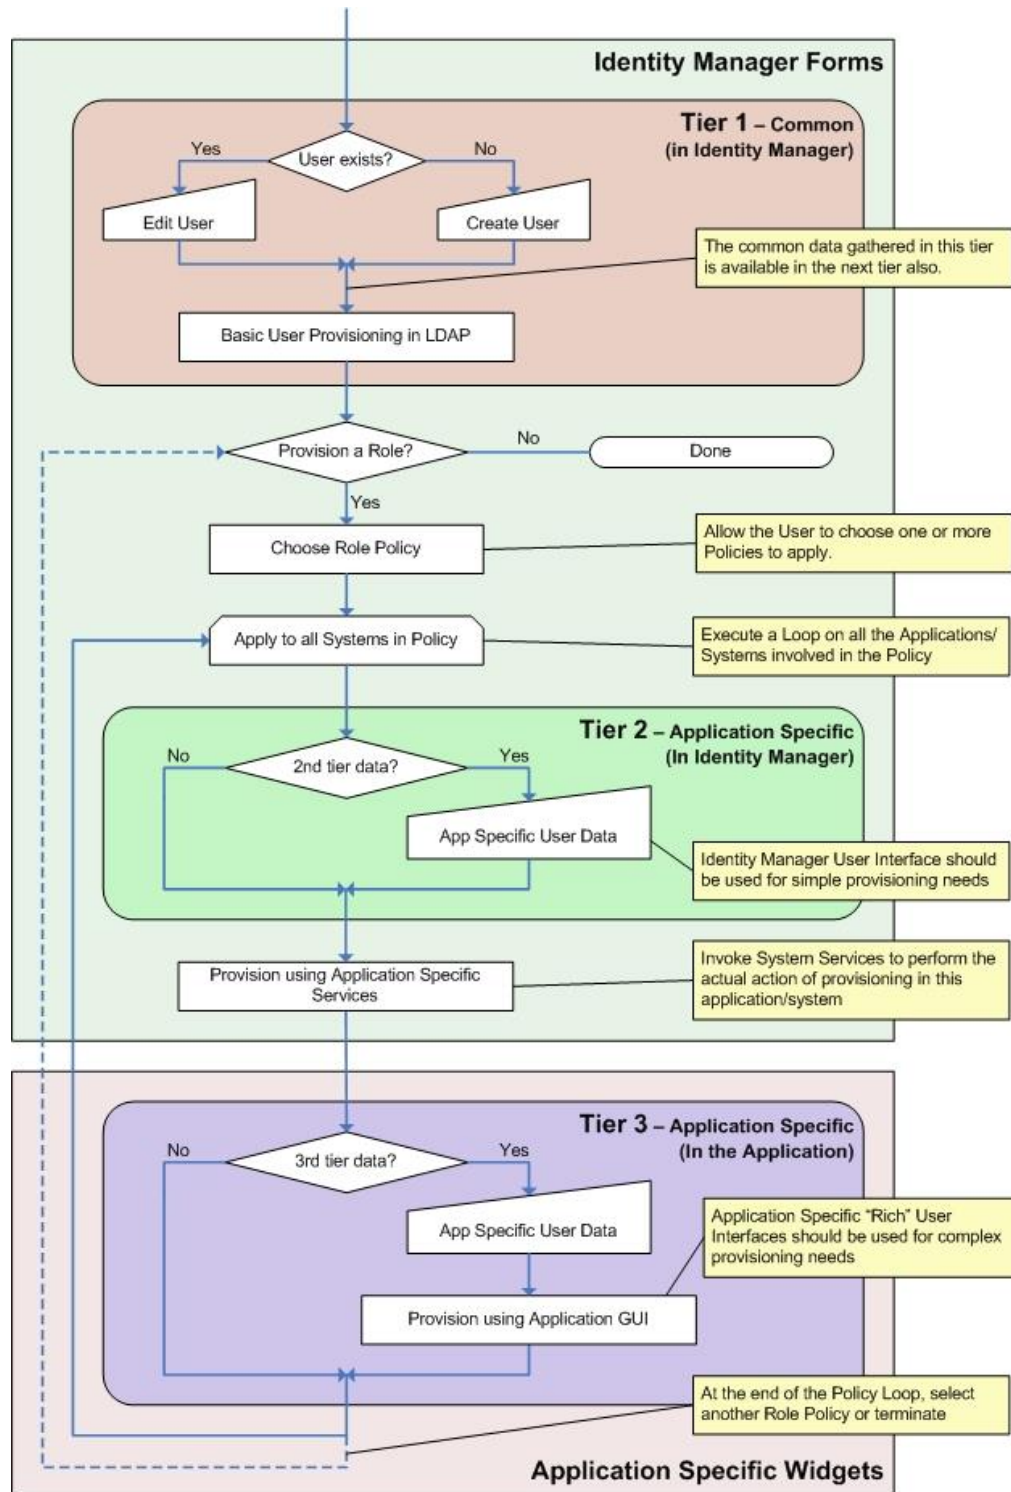 Identity Manager Forms
Tier 1 – Common
(in Identity Manager)
User exists?
Yes
No
Edit User
Create User
The common data gathered in this tier
is available in the next tier also.
Basic User Provisioning in LDAP
Provision a Role?
No
Done
Yes
Choose Role Policy
Allow the User to choose one or more
Policies to apply.
Apply to all Systems in Policy
Execute a Loop on all the Applications/
Systems involved in the Policy
Tier 2 – Application Specific
(In Identity Manager)
No
2nd tier data?
Yes
App Specific User Data
Identity Manager User Interface should
be used for simple provisioning needs
Provision using Application Specific
Services
Invoke System Services to perform the
actual action of provisioning in this
application/system
Tier 3 – Application Specific
(In the Application)
No
3rd tier data?
Yes
App Specific User Data
Application Specific “Rich” User
Interfaces should be used for complex
provisioning needs
Provision using Application GUI
At the end of the Policy Loop, select
another Role Policy or terminate
Application Specific Widgets